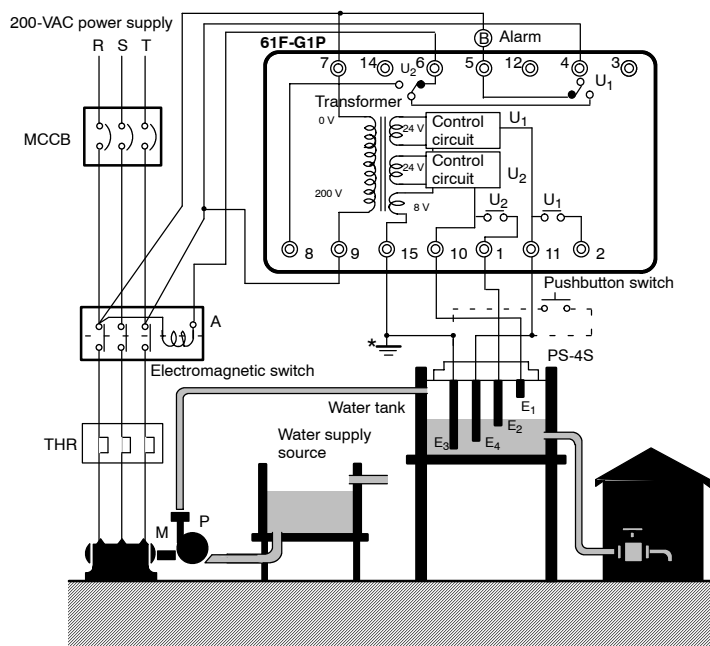 200-VAC power supply
R S T
61F-G1P
B Alarm
7 14 6 5 12 4 3
U2
U1
Transformer
MCCB
0 V
24 V
Control circuit
U1
24 V
Control circuit
U2
200 V
8 V
U2
U1
8 9 15 10 1 11 2
Pushbutton switch
A
*
PS-4S
Electromagnetic switch
Water tank
E1
E2
E3
E4
THR
Water supply source
M
P